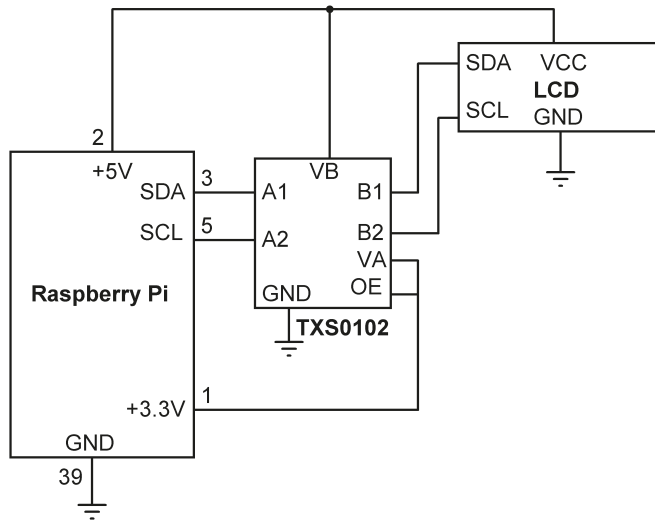 SDA VCC
LCD
SCL
GND
2
+5V
SDA 3
SCL 5
Raspberry Pi
+3.3V 1
GND
39
VB
A1 B1
A2 B2
VA
OE
GND
TXS0102